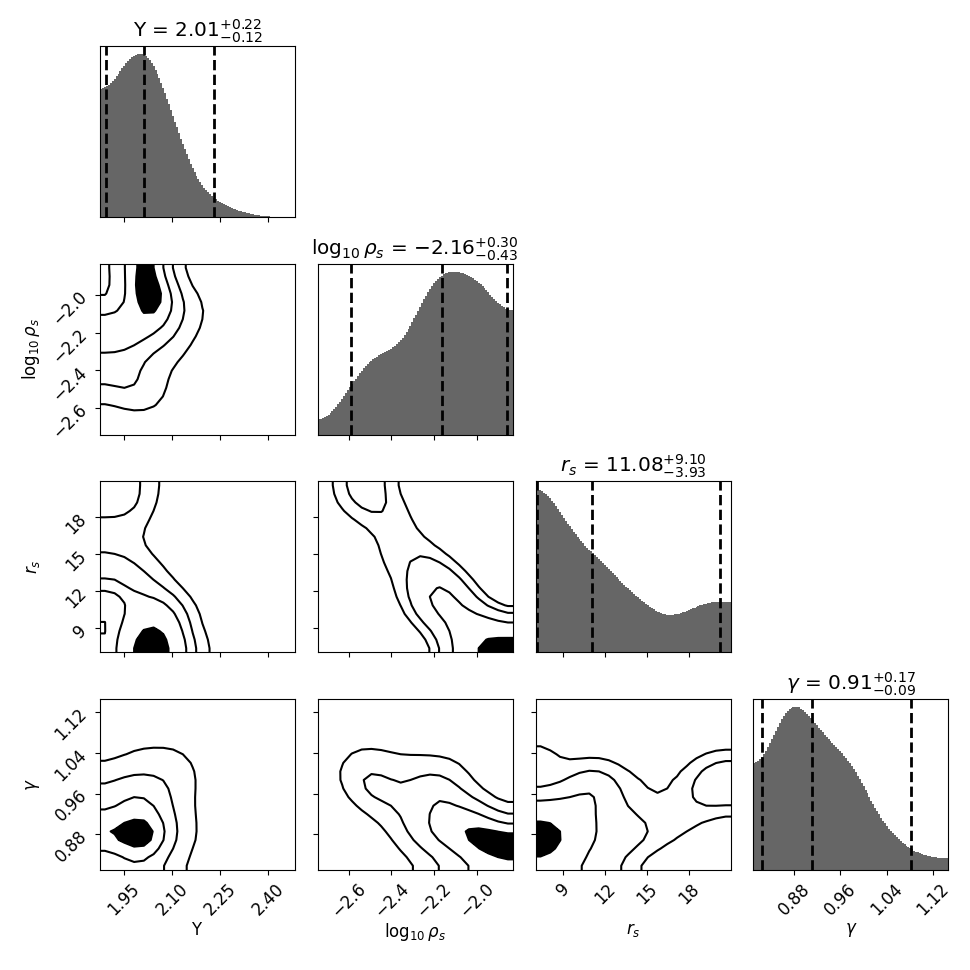 Y = 2.01^{+0.22}_{-0.12}
log₁₀ ρₛ = −2.16^{+0.30}_{-0.43}
−2.0
−2.2
−2.4
−2.6
log₁₀ ρₛ
rₛ = 11.08^{+9.10}_{-3.93}
18
15
12
9
rₛ
γ = 0.91^{+0.17}_{-0.09}
1.12
1.04
0.96
0.88
γ
1.95 2.10 2.25 2.40
Y
−2.6 −2.4 −2.2 −2.0
log₁₀ ρₛ
9 12 15 18
rₛ
0.88 0.96 1.04 1.12
γ